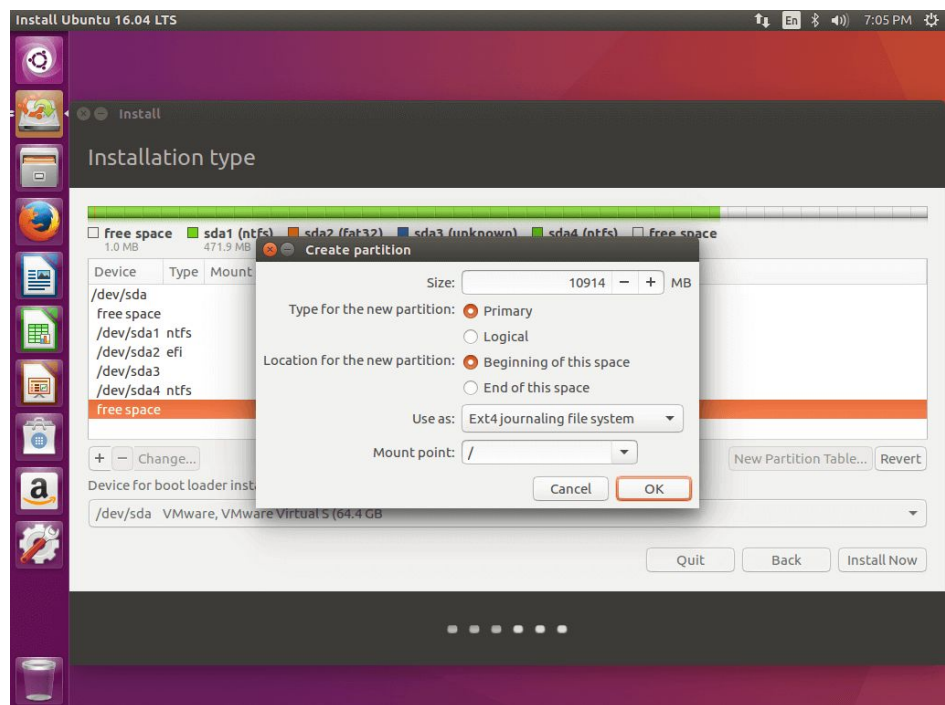 Install Ubuntu 16.04 LTS En 7:05 PM
Install
Installation type
free space sda1 (ntfs) sda2 (fat32) sda3 (unknown) sda4 (ntfs) free space
1.0 MB 471.9 MB
Create partition
Device Type Mount
/dev/sda
free space
/dev/sda1 ntfs
/dev/sda2 efi
/dev/sda3
/dev/sda4 ntfs
free space
Size: 10914 − + MB
Type for the new partition: Primary
Logical
Location for the new partition: Beginning of this space
End of this space
Use as: Ext4 journaling file system
Mount point: /
Cancel OK
+ − Change... New Partition Table... Revert
Device for boot loader insta
/dev/sda VMware, VMware Virtual S (64.4 GB
Quit Back Install Now
a